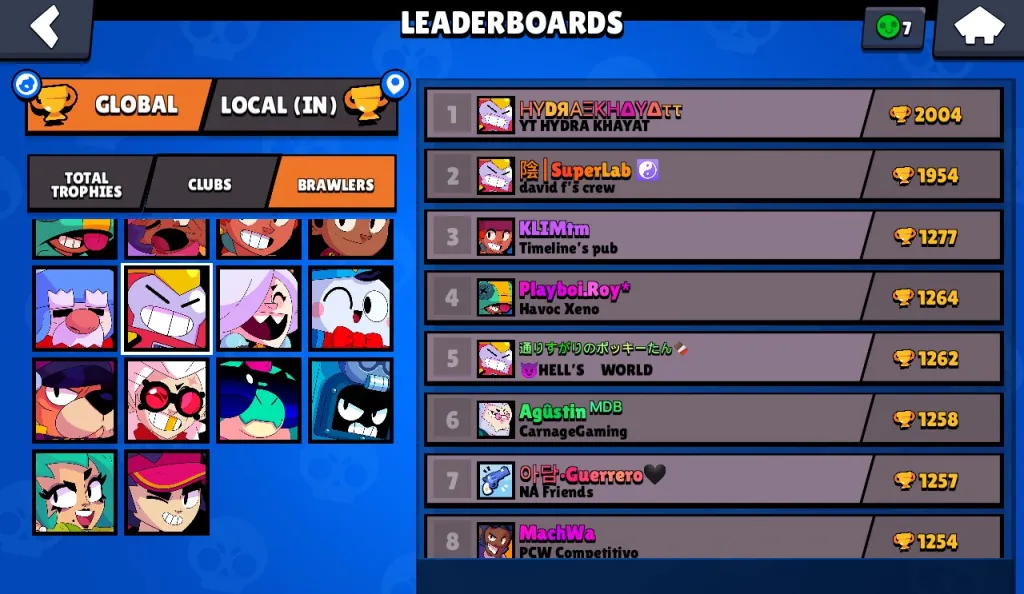 LEADERBOARDS
7
GLOBAL
LOCAL (IN)
TOTAL TROPHIES
CLUBS
BRAWLERS
1
HYDRAΞKHΔYΔττ
YT HYDRA KHAYAT
2004
2
陰|SuperLab ☯
david f's crew
1954
3
KLIM†m
Timeline's pub
1277
4
Playboi.Roy*
Havoc Xeno
1264
5
通りすがりのポッキーたん🍫
😈HELL'S WORLD
1262
6
Agûstin ᴹᴰᴮ
CarnageGaming
1258
7
아담·Guerrero🖤
NA Friends
1257
8
MachWa
PCW Competitivo
1254